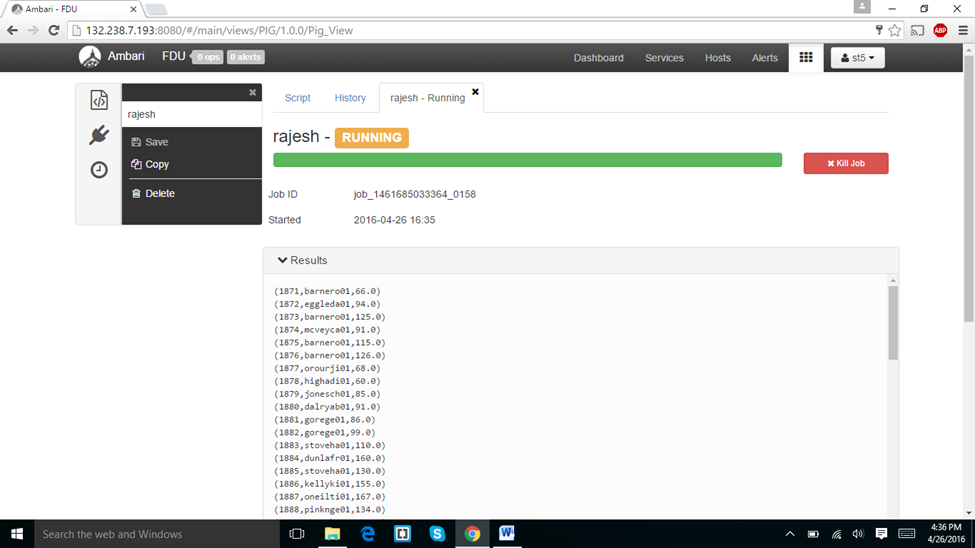 Ambari - FDU
132.238.7.193:8080/#/main/views/PIG/1.0.0/Pig_View
ABP
Ambari FDU 0 ops 0 alerts Dashboard Services Hosts Alerts st5
rajesh
Save
Copy
Delete
Script History rajesh - Running
rajesh - RUNNING
Kill Job
Job ID job_1461685033364_0158
Started 2016-04-26 16:35
Results
(1871,barnero01,66.0)
(1872,eggleda01,94.0)
(1873,barnero01,125.0)
(1874,mcveyca01,91.0)
(1875,barnero01,115.0)
(1876,barnero01,126.0)
(1877,orourji01,68.0)
(1878,highadi01,60.0)
(1879,jonesch01,85.0)
(1880,dalryab01,91.0)
(1881,gorege01,86.0)
(1882,gorege01,99.0)
(1883,stoveha01,110.0)
(1884,dunlafr01,160.0)
(1885,stoveha01,130.0)
(1886,kellyki01,155.0)
(1887,oneilti01,167.0)
(1888,pinknge01,134.0)
Search the web and Windows
4:36 PM
4/26/2016